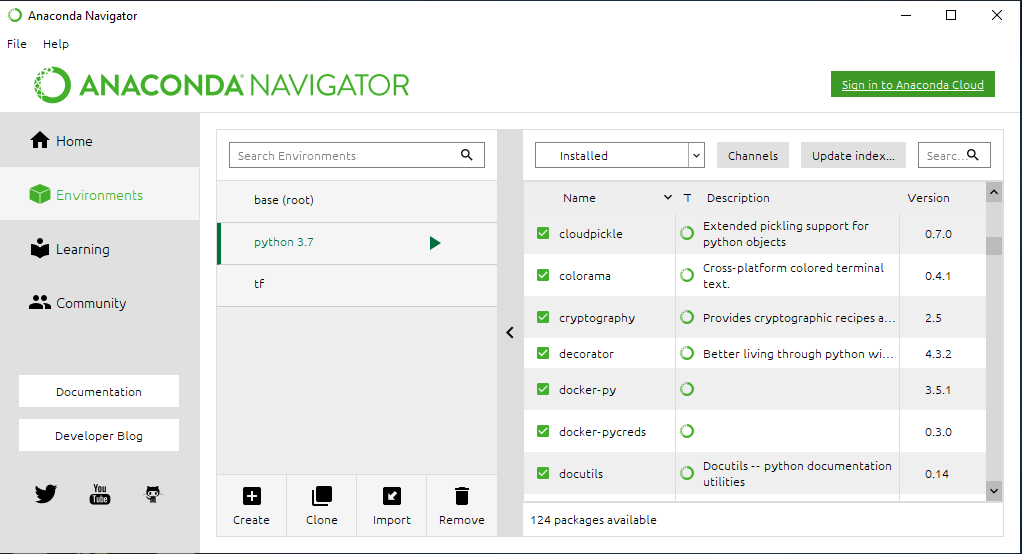 Anaconda Navigator
File Help
ANACONDA NAVIGATOR
Sign in to Anaconda Cloud
Home
Environments
Learning
Community
Documentation
Developer Blog
You
Tube
Search Environments
base (root)
python 3.7
tf
Create Clone Import Remove
Installed Channels Update index... Searc...
Name T Description Version
cloudpickle Extended pickling support for python objects 0.7.0
colorama Cross-platform colored terminal text. 0.4.1
cryptography Provides cryptographic recipes a... 2.5
decorator Better living through python wi... 4.3.2
docker-py 3.5.1
docker-pycreds 0.3.0
docutils Docutils -- python documentation utilities 0.14
124 packages available